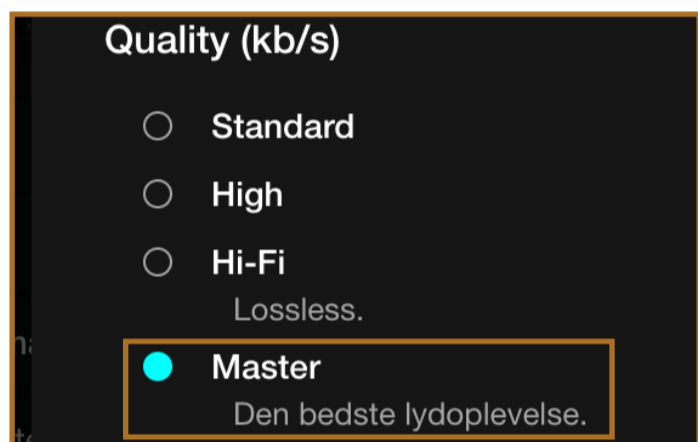 Quality (kb/s)
Standard
High
Hi-Fi
Lossless.
Master
Den bedste lydoplevelse.